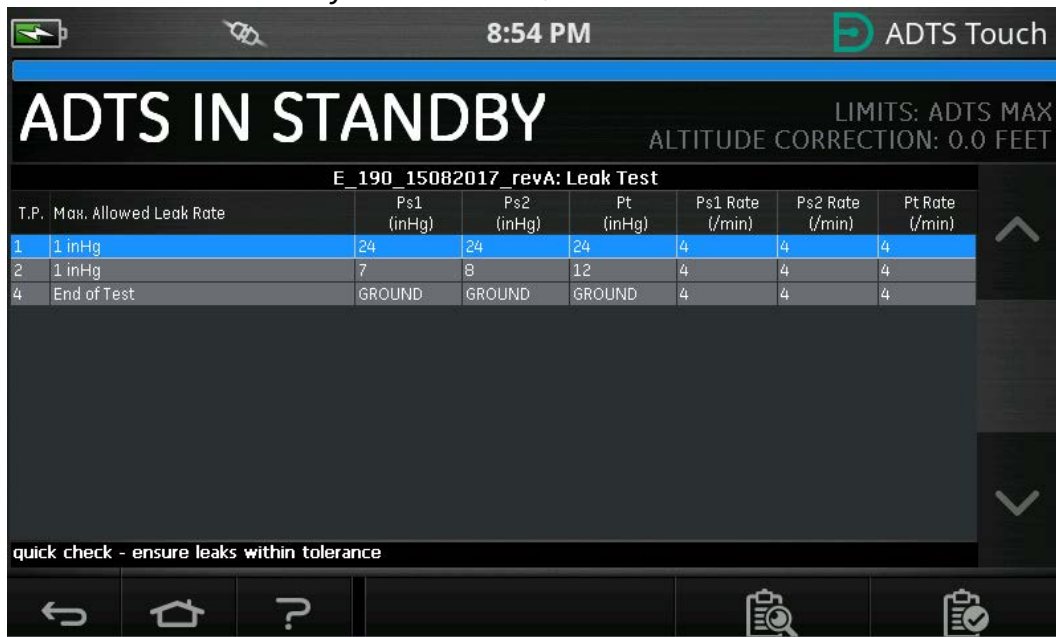 8:54 PM
ADTS Touch
ADTS IN STANDBY
LIMITS: ADTS MAX
ALTITUDE CORRECTION: 0.0 FEET
E_190_15082017_revA: Leak Test
T.P. Max. Allowed Leak Rate Ps1 (inHg) Ps2 (inHg) Pt (inHg) Ps1 Rate (/min) Ps2 Rate (/min) Pt Rate (/min)
1 1 inHg 24 24 24 4 4 4
2 1 inHg 7 8 12 4 4 4
4 End of Test GROUND GROUND GROUND 4 4 4
quick check - ensure leaks within tolerance